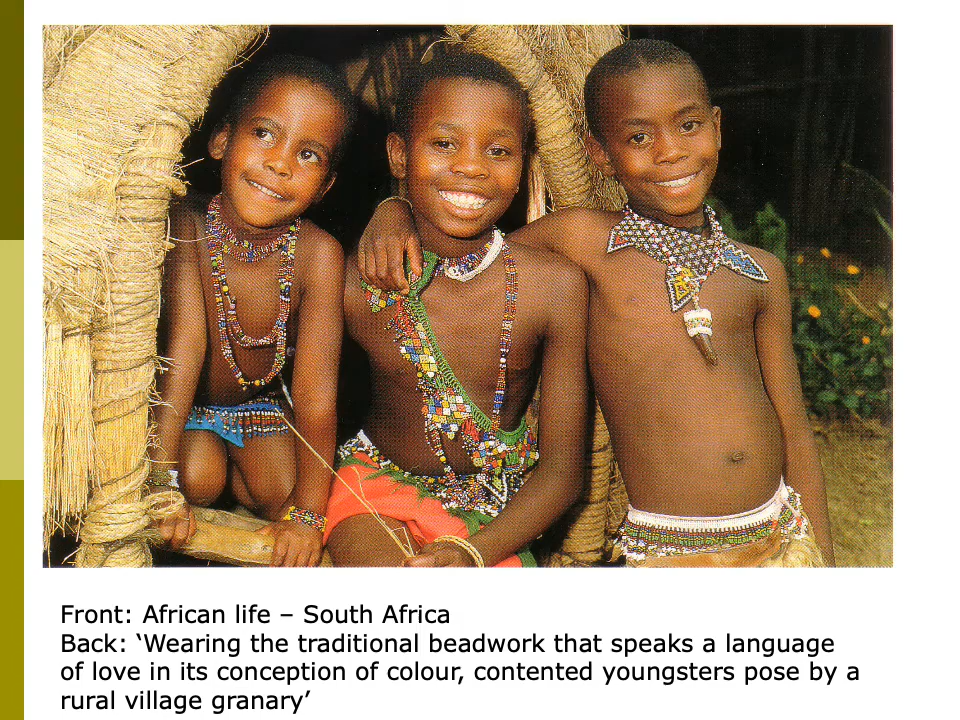 Front: African life – South Africa
Back: ‘Wearing the traditional beadwork that speaks a language
of love in its conception of colour, contented youngsters pose by a
rural village granary’